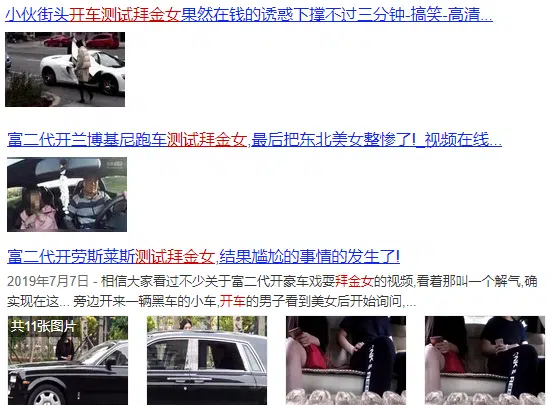 小伙街头开车测试拜金女果然在钱的诱惑下撑不过三分钟-搞笑-高清...
富二代开兰博基尼跑车测试拜金女,最后把东北美女整惨了!_视频在线...
富二代开劳斯莱斯测试拜金女,结果尴尬的事情的发生了!
2019年7月7日 - 相信大家看过不少关于富二代开豪车戏耍拜金女的视频,看着那叫一个解气,确
实现在这... 旁边开来一辆黑车的小车,开车的男子看到美女后开始询问,...
共11张图片